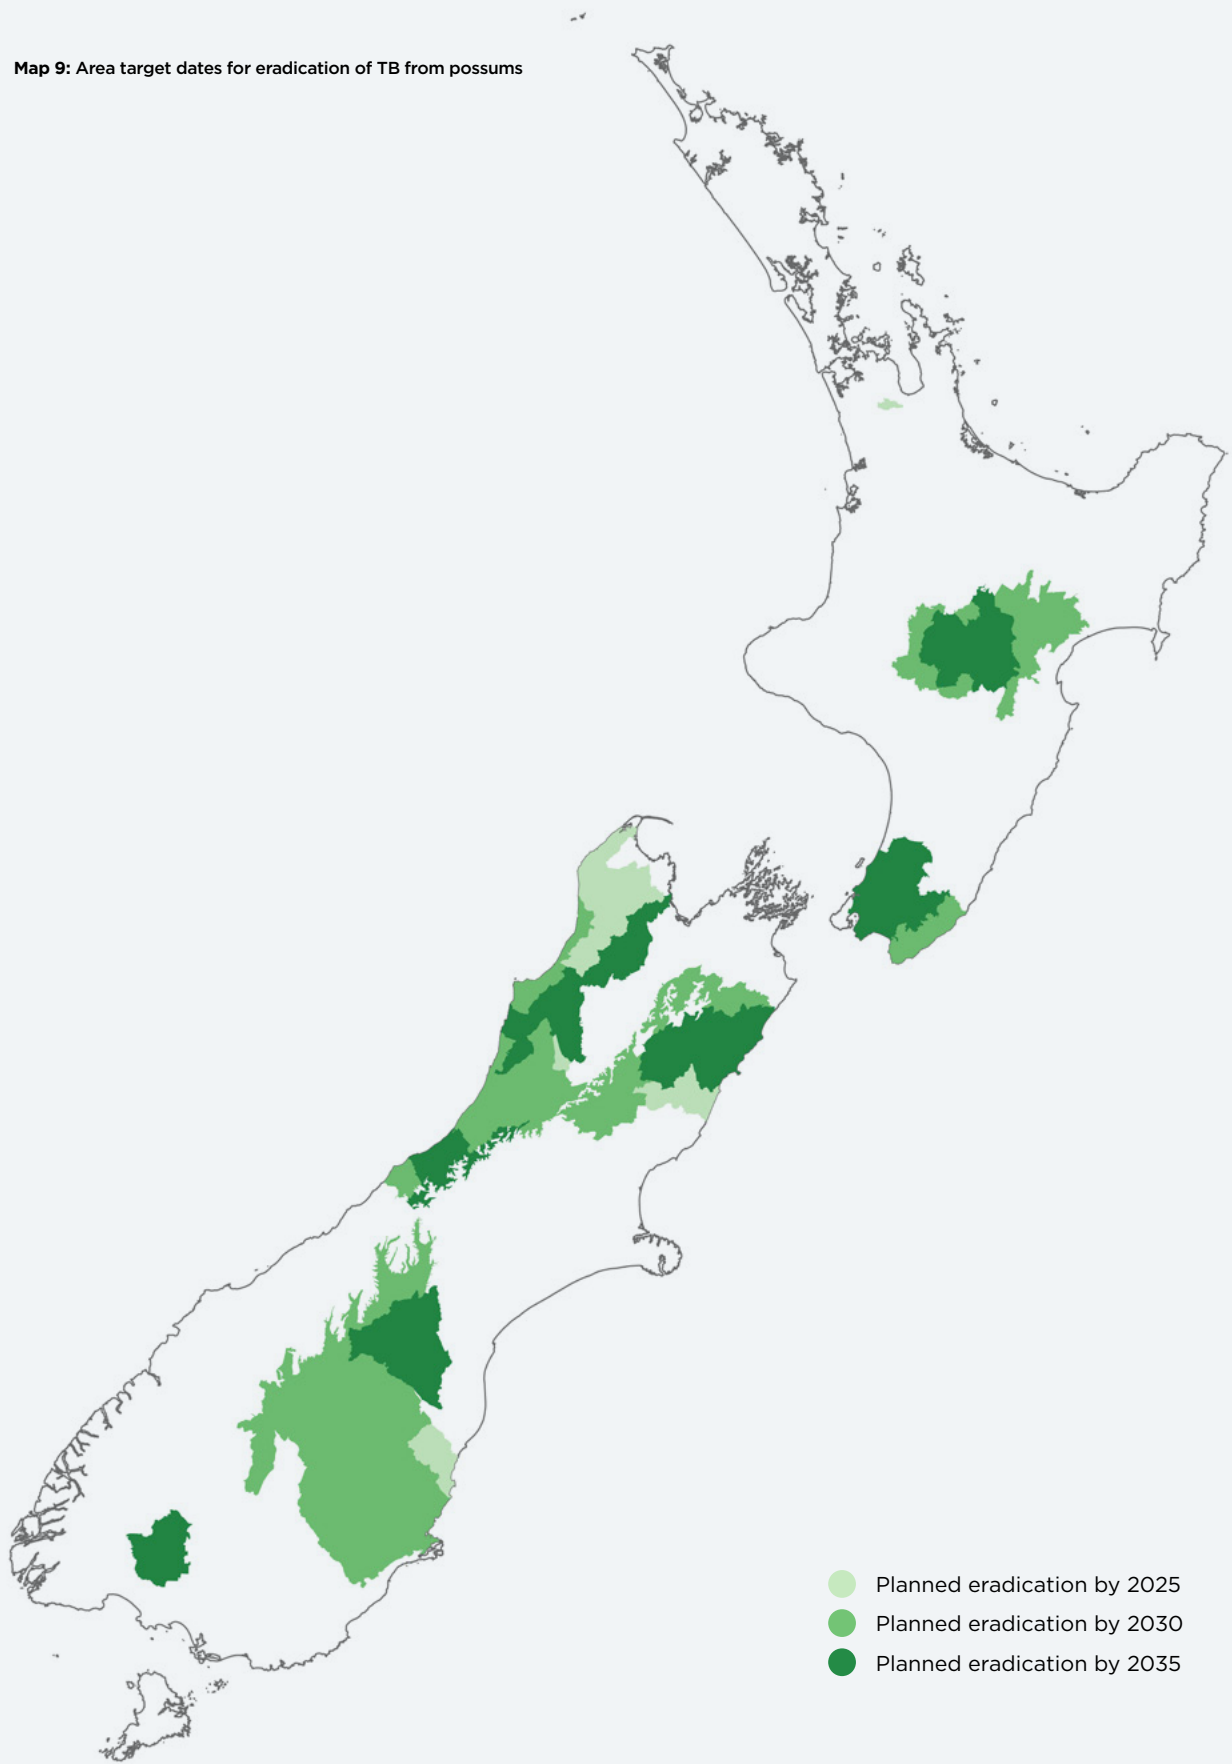 Map 9: Area target dates for eradication of TB from possums
Planned eradication by 2025
Planned eradication by 2030
Planned eradication by 2035